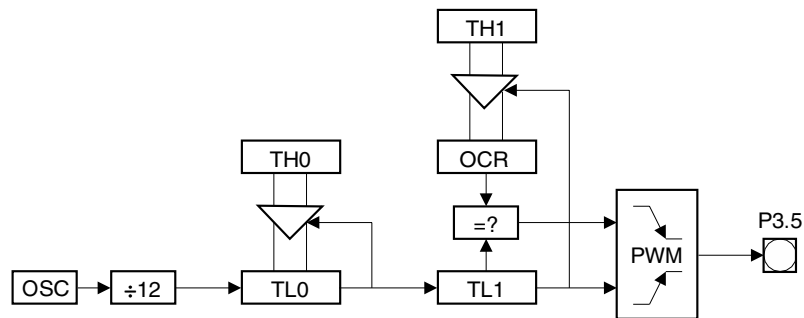 TH1
TH0
OCR
=?
P3.5
PWM
OSC
÷12
TL0
TL1